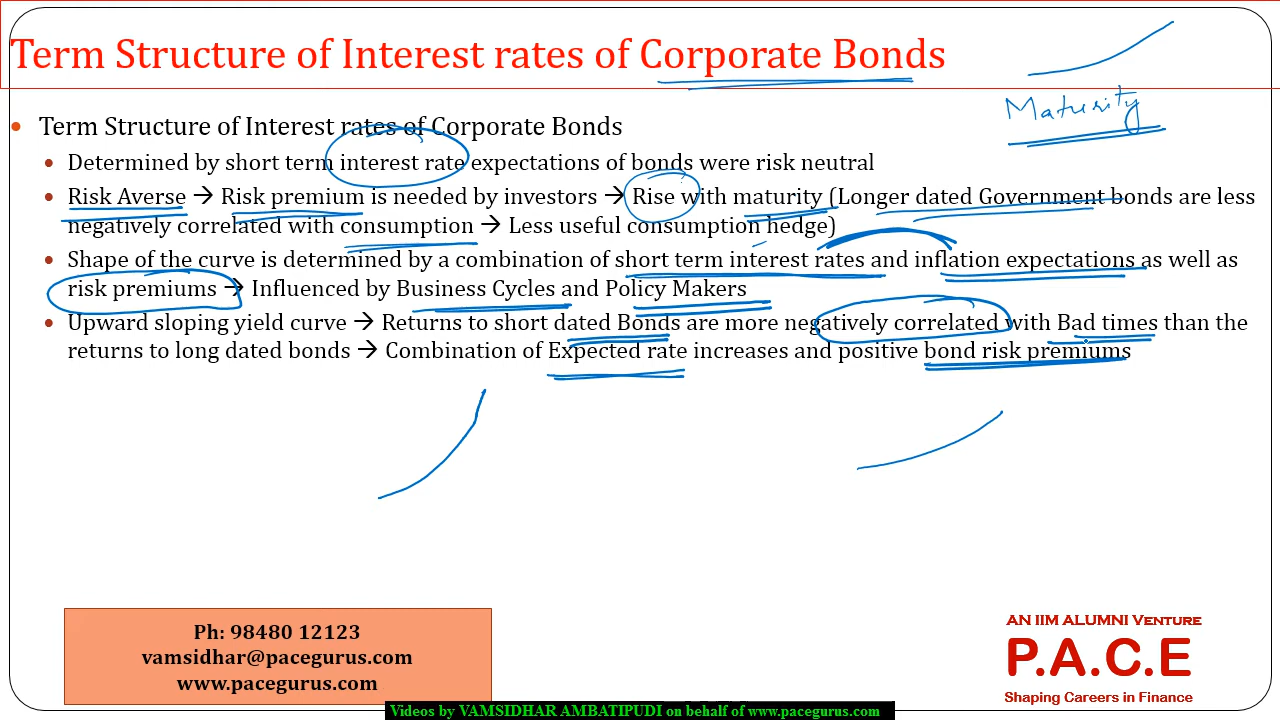 Term Structure of Interest rates of Corporate Bonds
Maturity
• Term Structure of Interest rates of Corporate Bonds
• Determined by short term interest rate expectations of bonds were risk neutral
• Risk Averse → Risk premium is needed by investors → Rise with maturity (Longer dated Government bonds are less
negatively correlated with consumption → Less useful consumption hedge)
• Shape of the curve is determined by a combination of short term interest rates and inflation expectations as well as
risk premiums → Influenced by Business Cycles and Policy Makers
• Upward sloping yield curve → Returns to short dated Bonds are more negatively correlated with Bad times than the
returns to long dated bonds → Combination of Expected rate increases and positive bond risk premiums
Ph: 98480 12123
vamsidhar@pacegurus.com
www.pacegurus.com
AN IIM ALUMNI VENTURE
P.A.C.E
Shaping Careers in Finance
Videos by VAMSIDHAR AMBATIPUDI on behalf of www.pacegurus.com